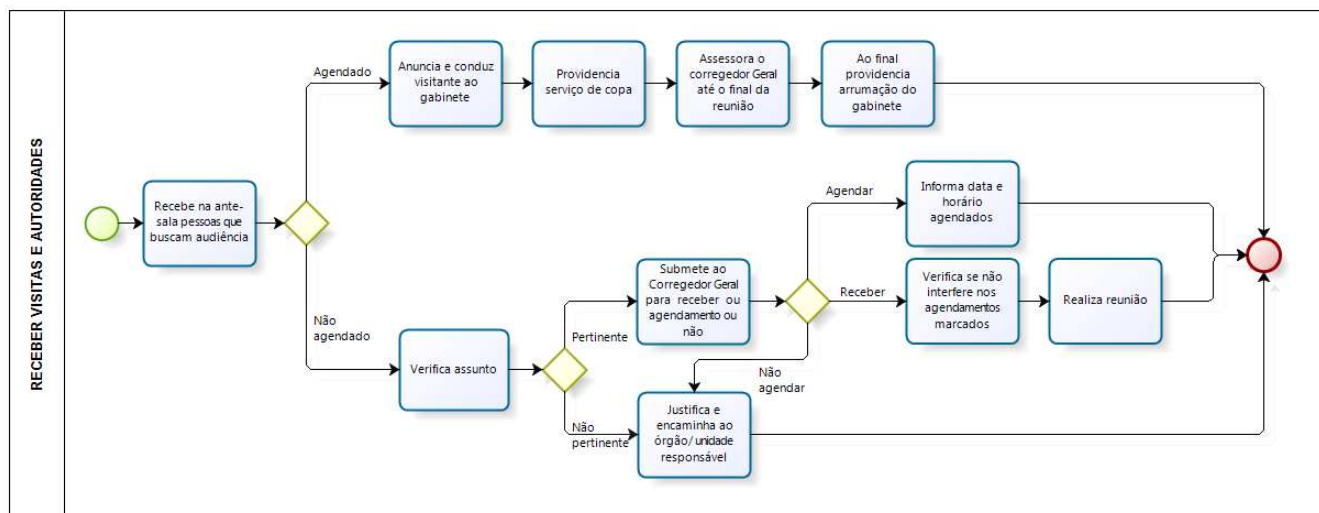 RECEBER VISITAS E AUTORIDADES
Recebe na ante-
sala pessoas que
buscam audiência
Agendado
Anuncia e conduz
visitante ao
gabinete
Providencia
serviço de copa
Assessora o
corregedor Geral
até o final da
reunião
Ao final
providencia
arrumação do
gabinete
Não
agendado
Verifica assunto
Pertinente
Submete ao
Corregedor Geral
para receber ou
agendamento ou
não
Agendar
Informa data e
horário
agendados
Receber
Verifica se não
interfere nos
agendamentos
marcados
Realiza reunião
Não
agendar
Não
pertinente
Justifica e
encaminha ao
órgão/ unidade
responsável